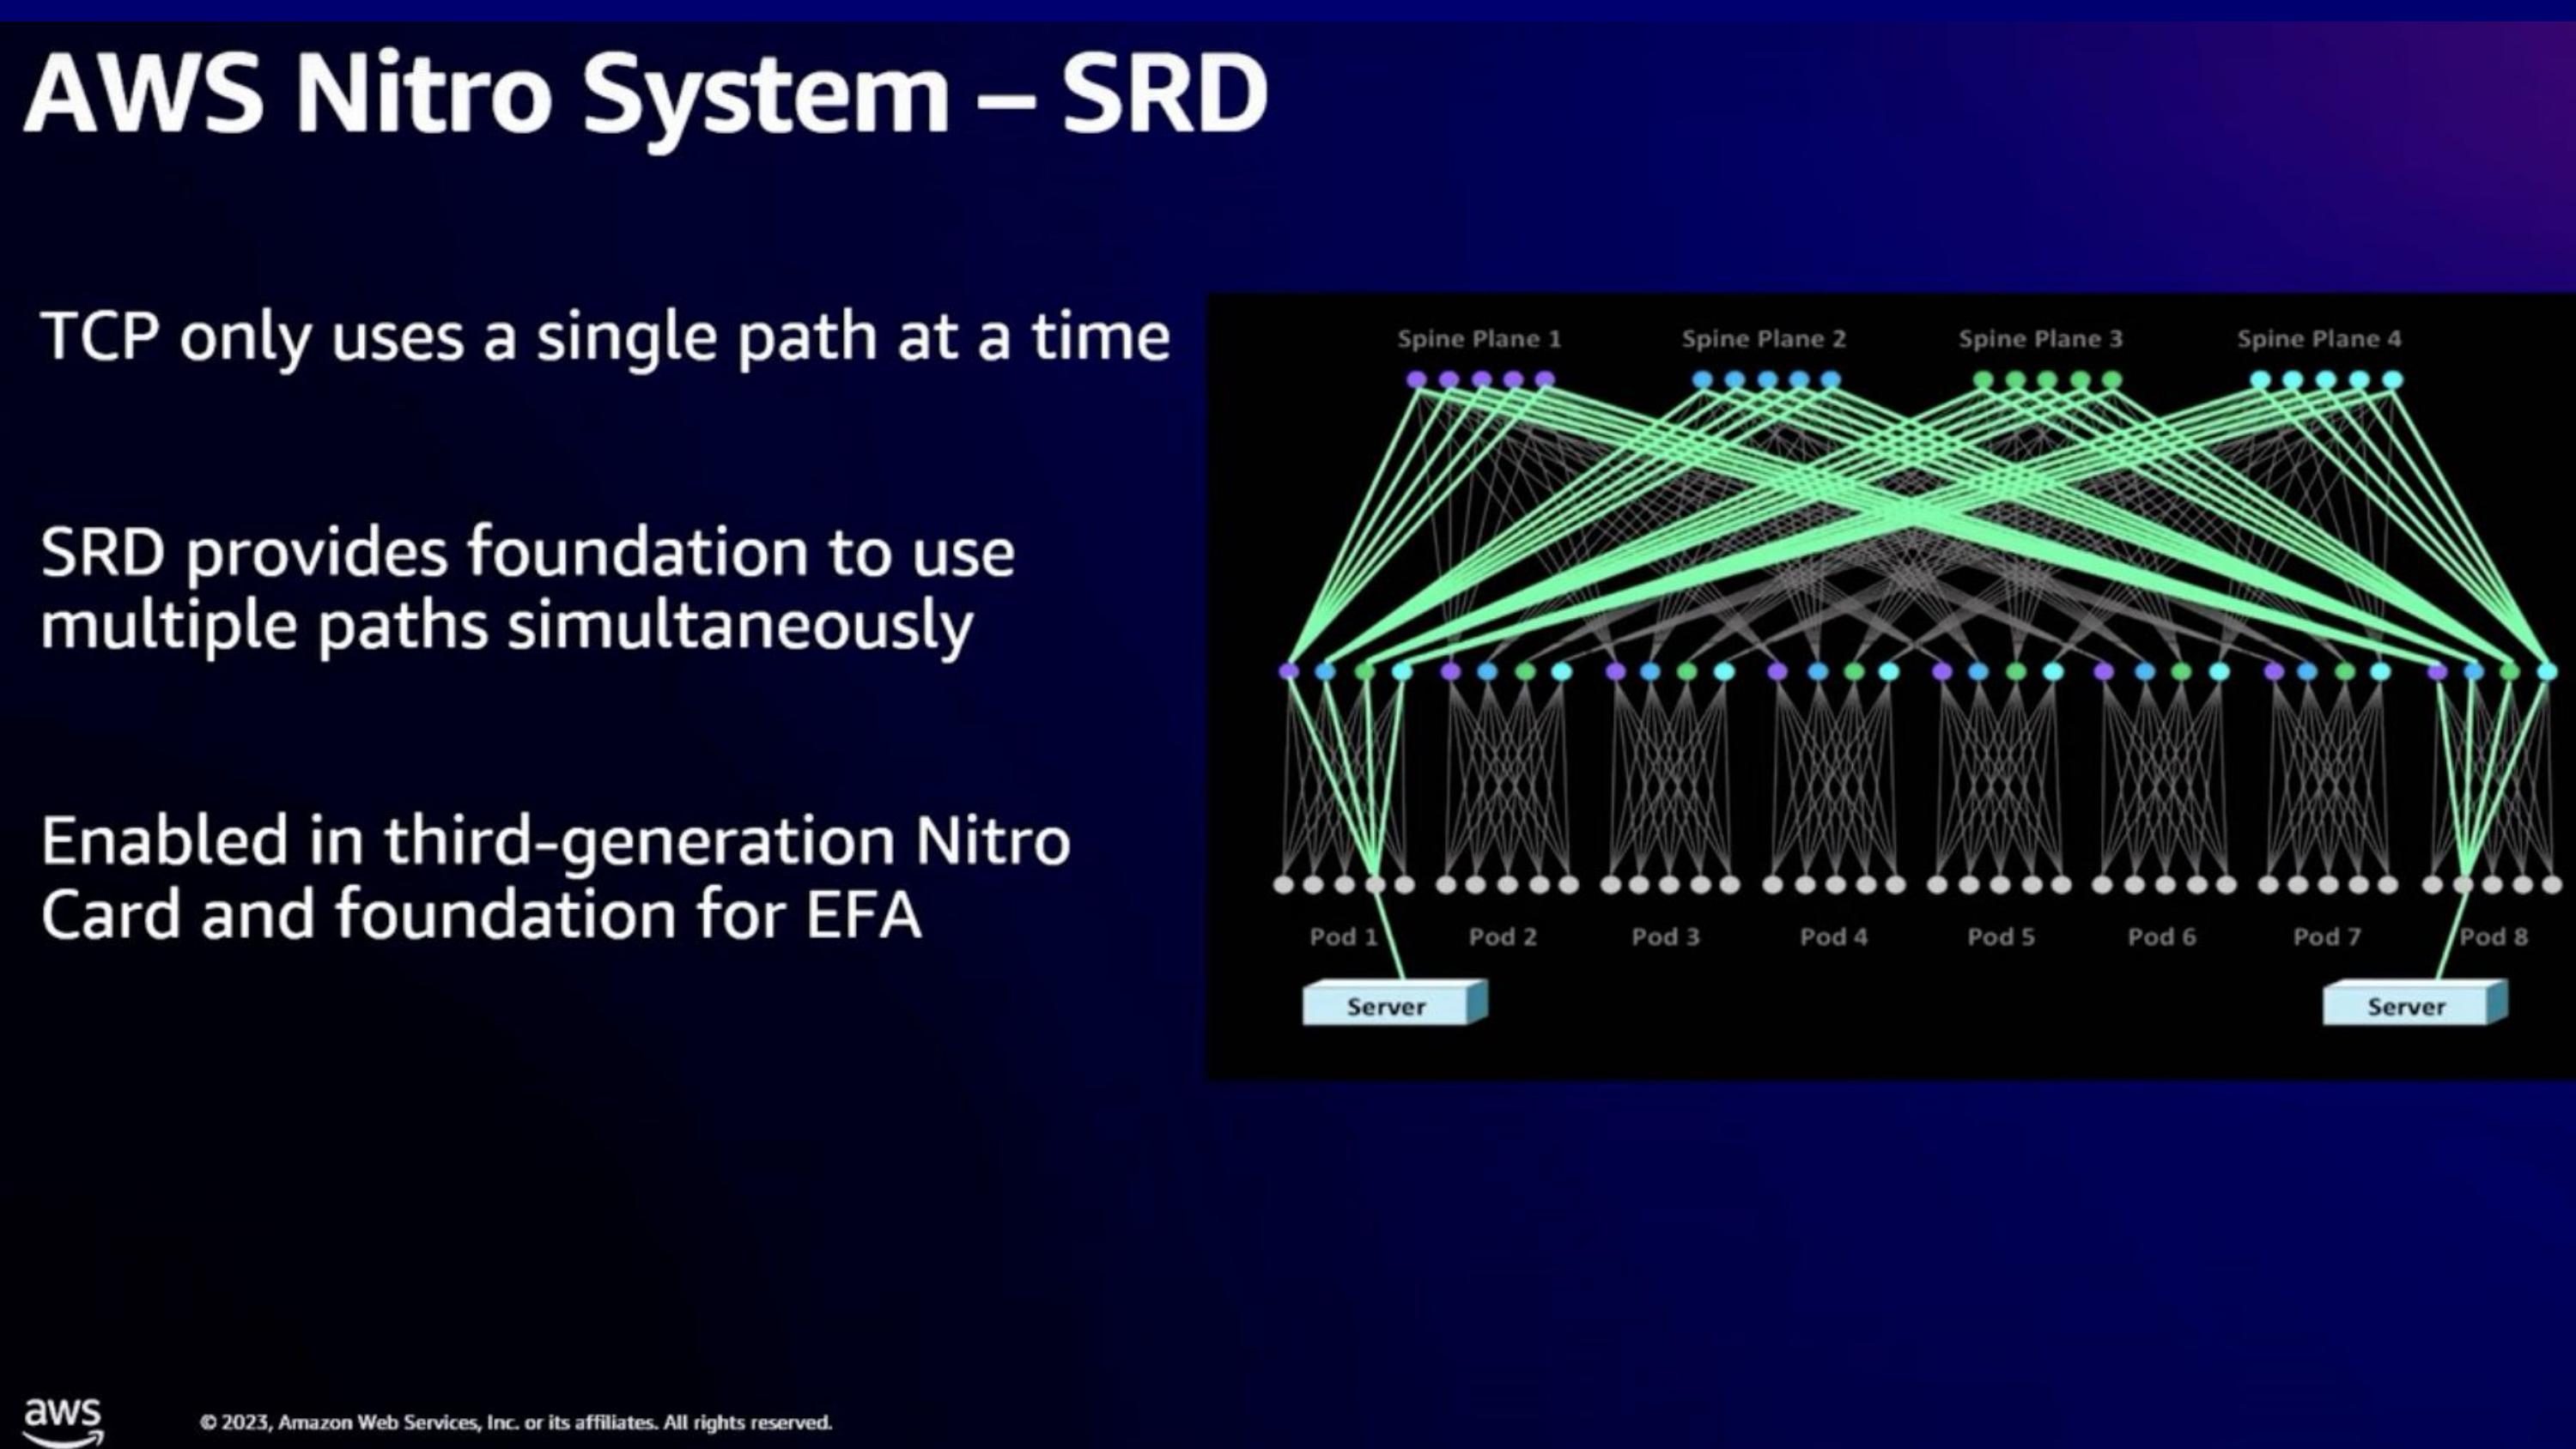 AWS Nitro System – SRD
TCP only uses a single path at a time
SRD provides foundation to use
multiple paths simultaneously
Enabled in third-generation Nitro
Card and foundation for EFA
Spine Plane 1
Spine Plane 2
Spine Plane 3
Spine Plane 4
Pod 1
Pod 2
Pod 3
Pod 4
Pod 5
Pod 6
Pod 7
Pod 8
Server
Server
aws
© 2023, Amazon Web Services, Inc. or its affiliates. All rights reserved.